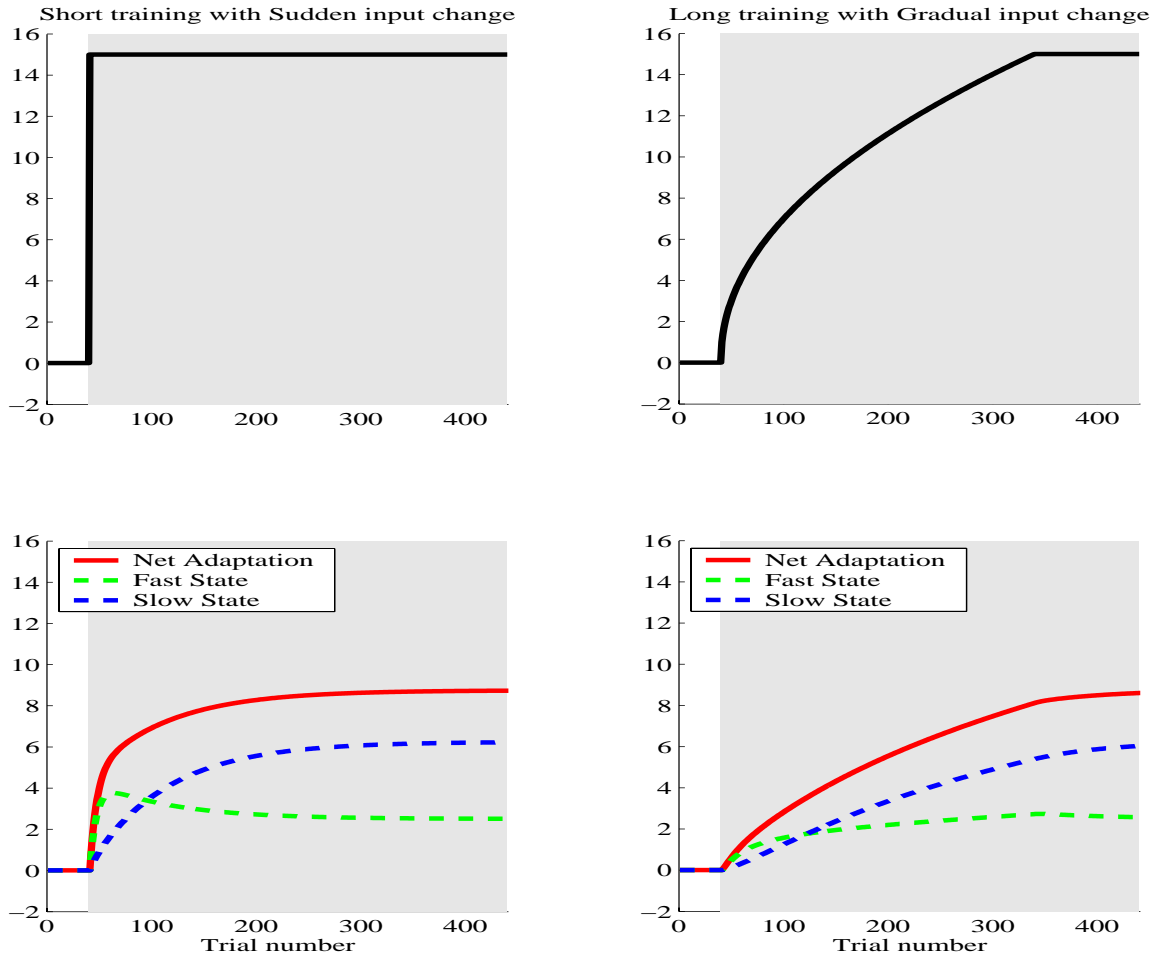 Short training with Sudden input change
16
14
12
10
8
6
4
2
0
−2
0 100 200 300 400
Long training with Gradual input change
16
14
12
10
8
6
4
2
0
−2
0 100 200 300 400
16
14
12
10
8
6
4
2
0
−2
Net Adaptation
Fast State
Slow State
0 100 200 300 400
Trial number
16
14
12
10
8
6
4
2
0
−2
Net Adaptation
Fast State
Slow State
0 100 200 300 400
Trial number